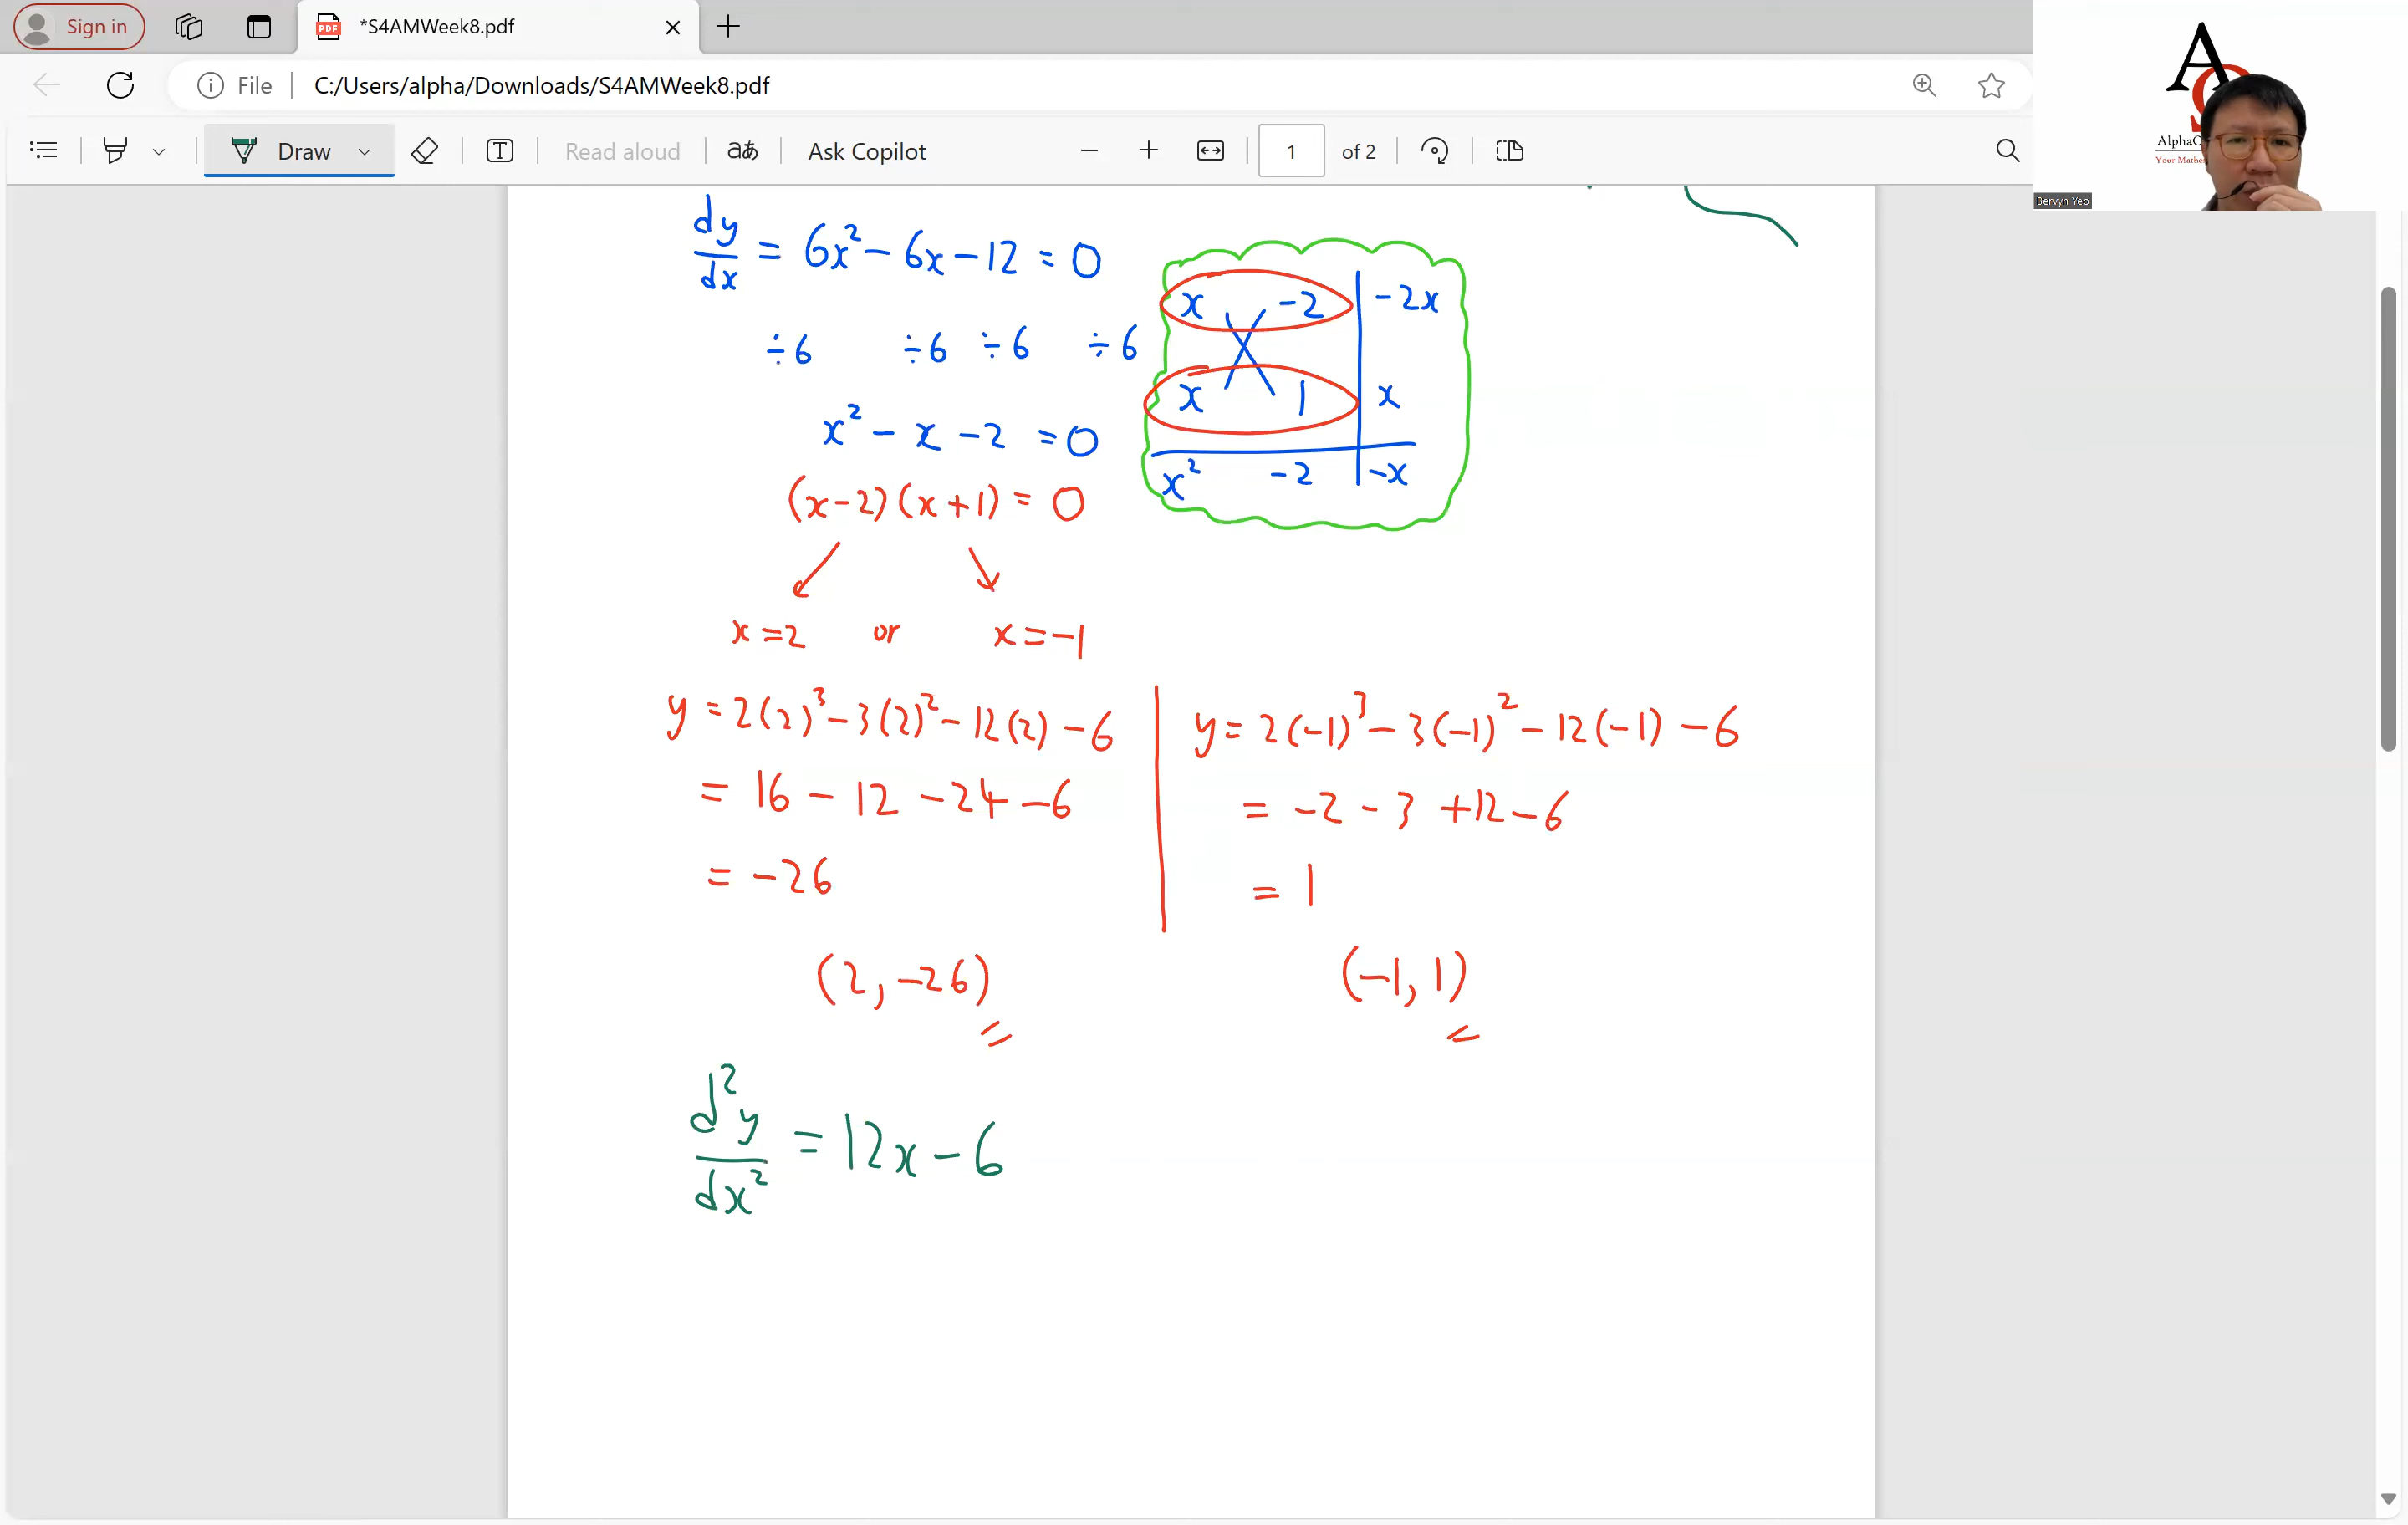 Sign in
*S4AMWeek8.pdf
File C:/Users/alpha/Downloads/S4AMWeek8.pdf
Draw T Read aloud aあ Ask Copilot 1 of 2
Your Mathe
Bervyn Yeo
dy/dx = 6x² − 6x − 12 = 0
÷6 ÷6 ÷6 ÷6
x² − x − 2 = 0
(x−2)(x+1) = 0
x −2 | −2x
x 1 | x
x² −2 | −x
x=2 or x=−1
y = 2(2)³ − 3(2)² − 12(2) − 6
= 16 − 12 − 24 − 6
= −26
(2, −26)
y = 2(−1)³ − 3(−1)² − 12(−1) − 6
= −2 − 3 + 12 − 6
= 1
(−1, 1)
d²y/dx² = 12x − 6